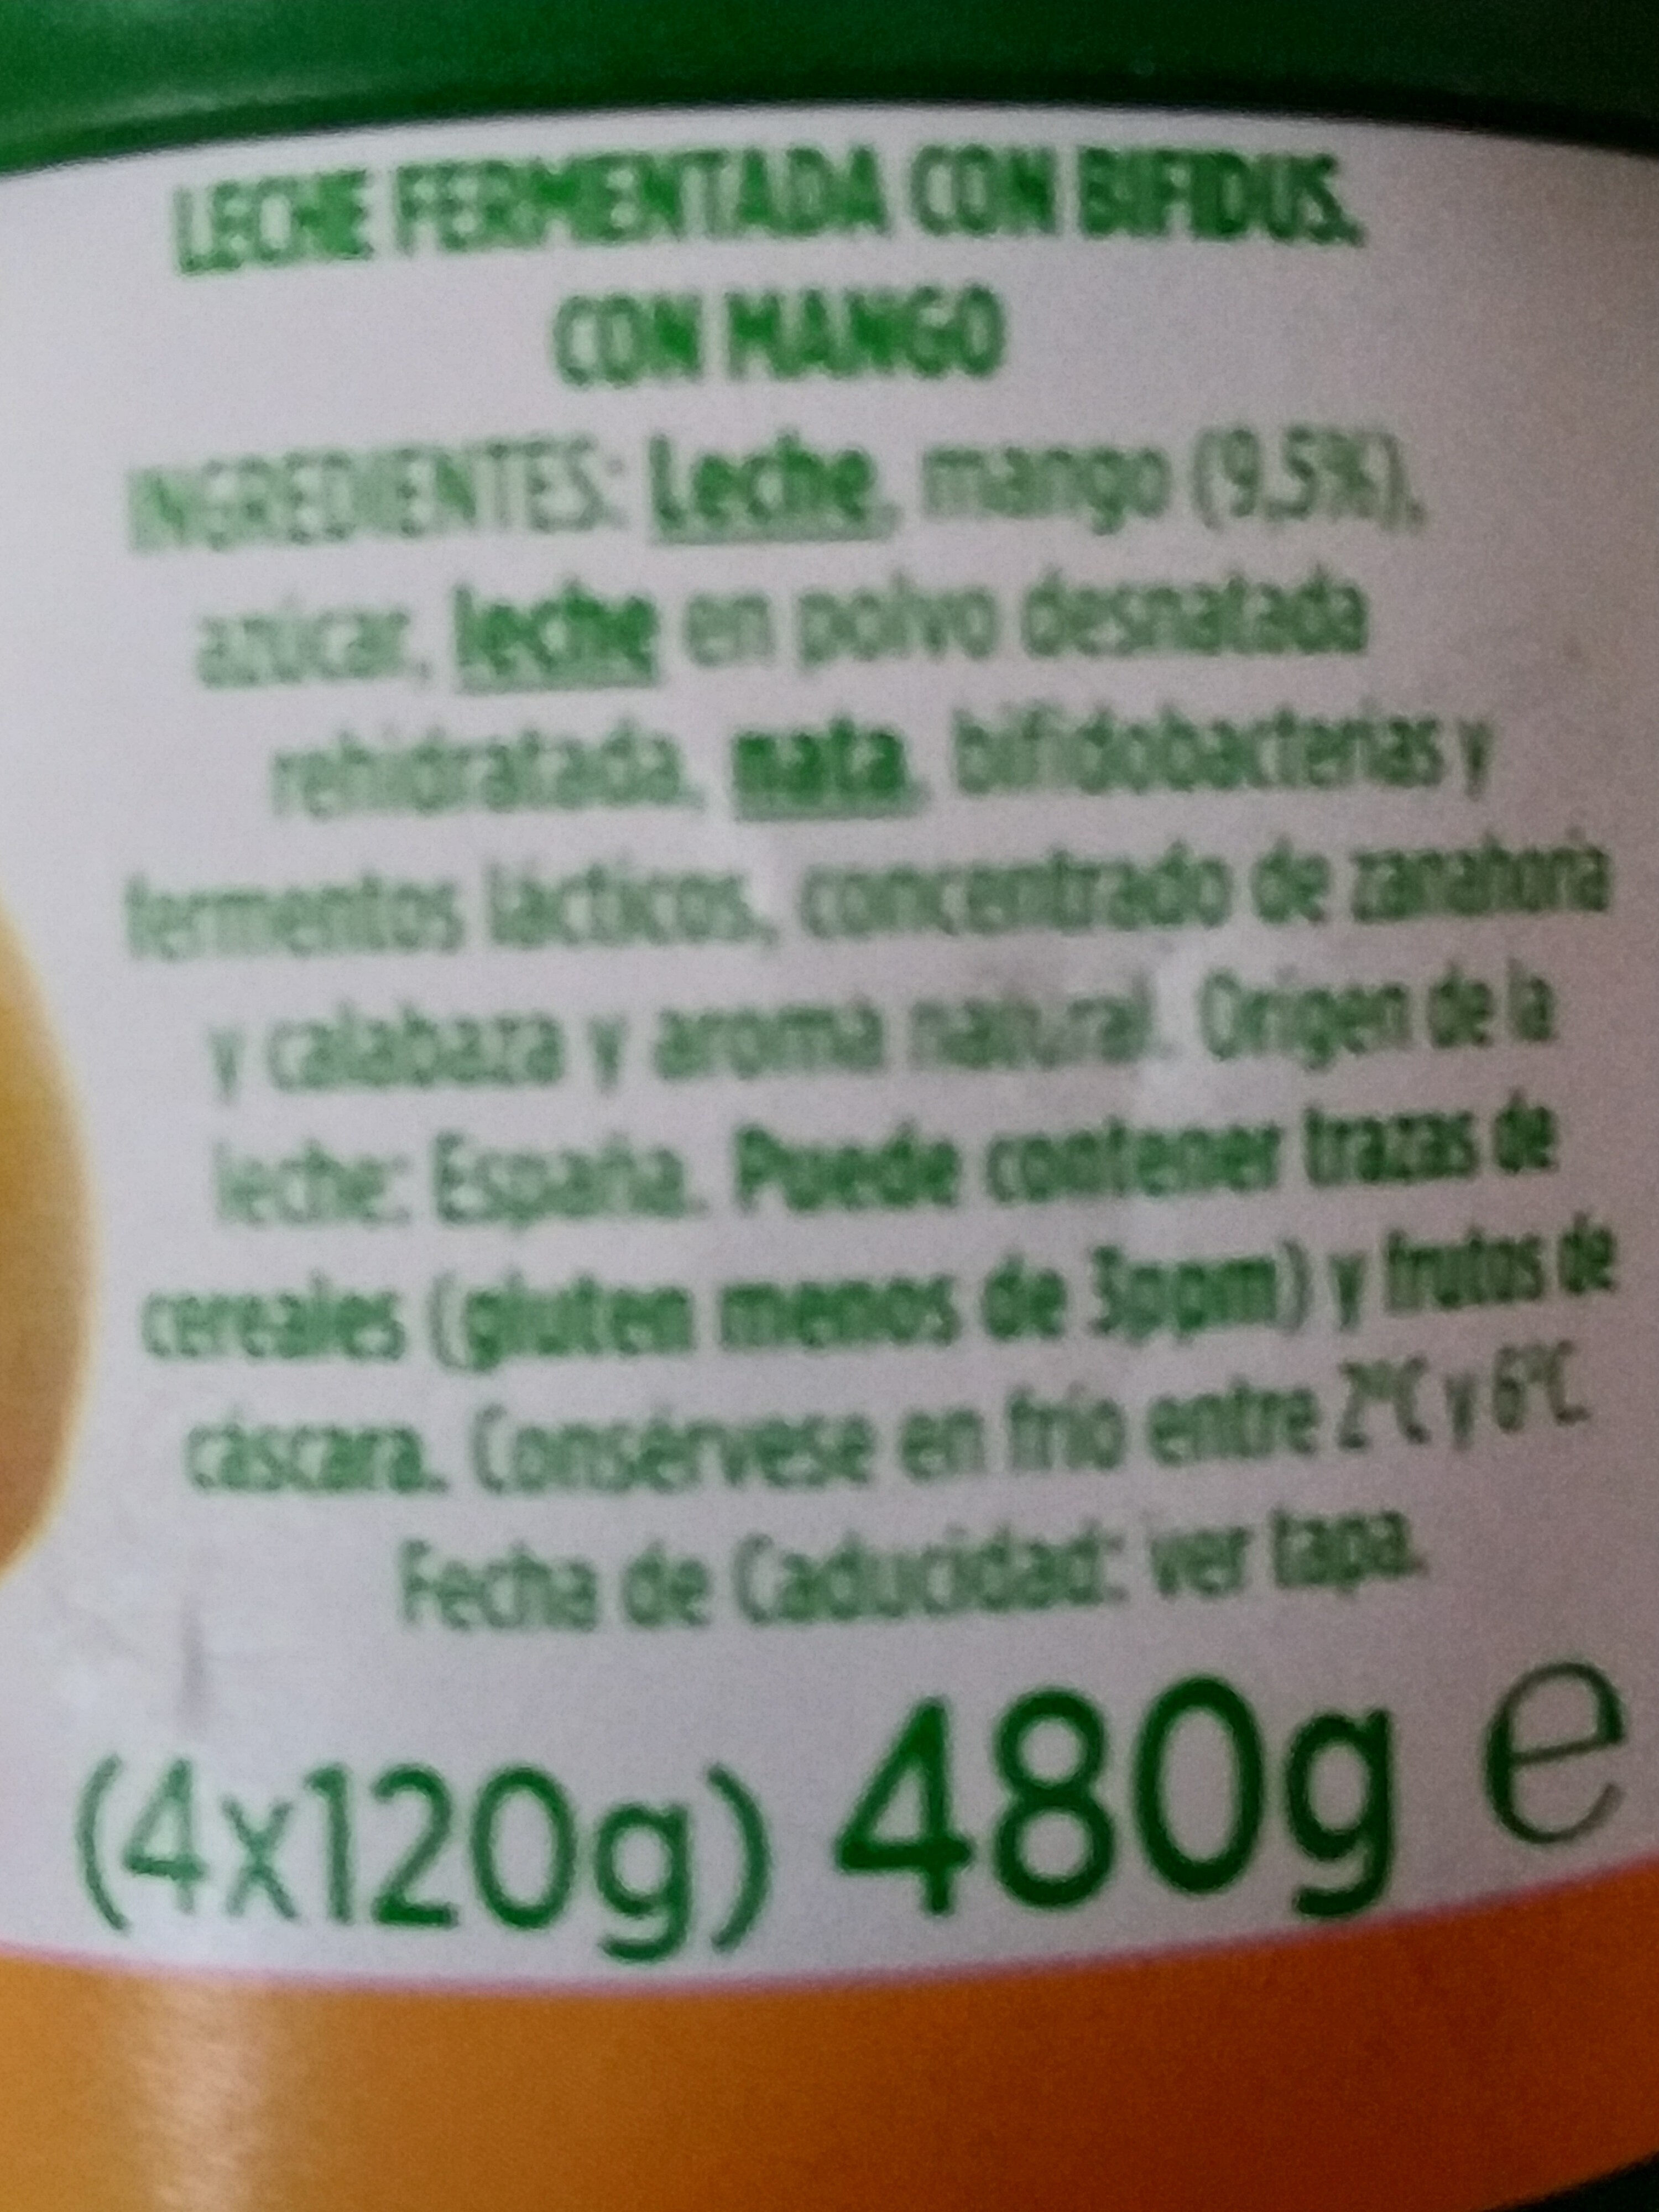 LECHE FERMENTADA CON BIFIDUS.
CON MANGO
INGREDIENTES: Leche, mango (9,5%),
azúcar, leche en polvo desnatada
rehidratada, nata, bifidobacterias y
fermentos lácticos, concentrado de zanahoria
y calabaza y aroma natural. Origen de la
leche: España. Puede contener trazas de
cereales (gluten menos de 3ppm) y frutos de
cáscara. Consérvese en frío entre 2ºC y 6ºC.
Fecha de Caducidad: ver tapa.
(4x120g) 480g e